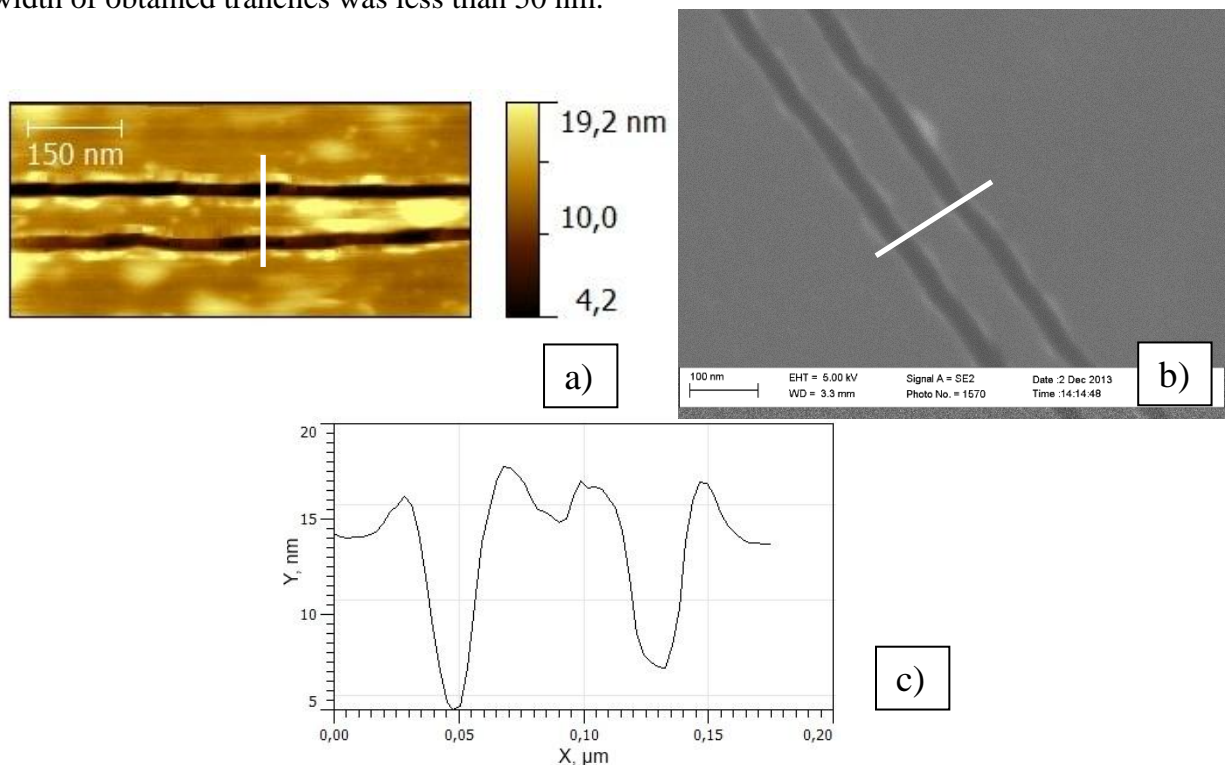 width of obtained tranches was less than nm.
150 nm
19,2 nm
10,0
4,2
a)
100 nm
EHT = 5.00 kV
WD = 3.3 mm
Signal A = SE2
Photo No. = 1570
Date :2 Dec 2013
Time :14:14:48
b)
20
15
10
5
Y, nm
0,00 0,05 0,10 0,15 0,20
X, µm
c)